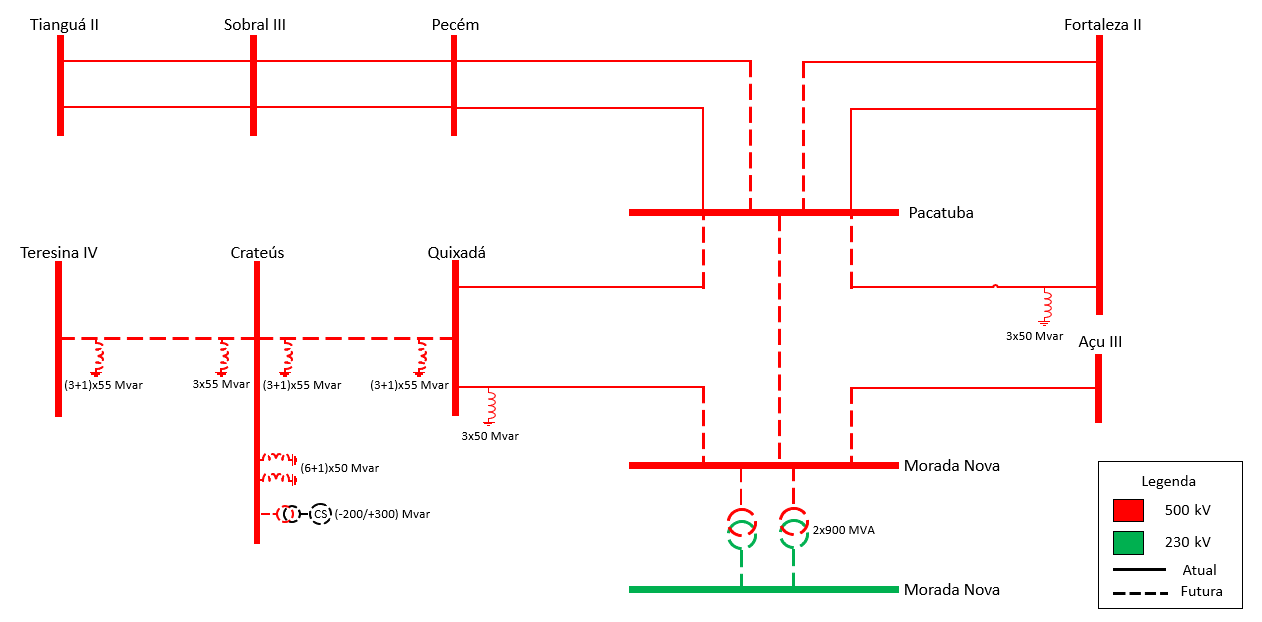 Tianguá II
Sobral III
Pecém
Fortaleza II
Pacatuba
Teresina IV
Crateús
Quixadá
3x50 Mvar
Açu III
(3+1)x55 Mvar
3x55 Mvar
(3+1)x55 Mvar
(3+1)x55 Mvar
3x50 Mvar
(6+1)x50 Mvar
Morada Nova
CS
(-200/+300) Mvar
2x900 MVA
Morada Nova
Legenda
500 kV
230 kV
Atual
Futura